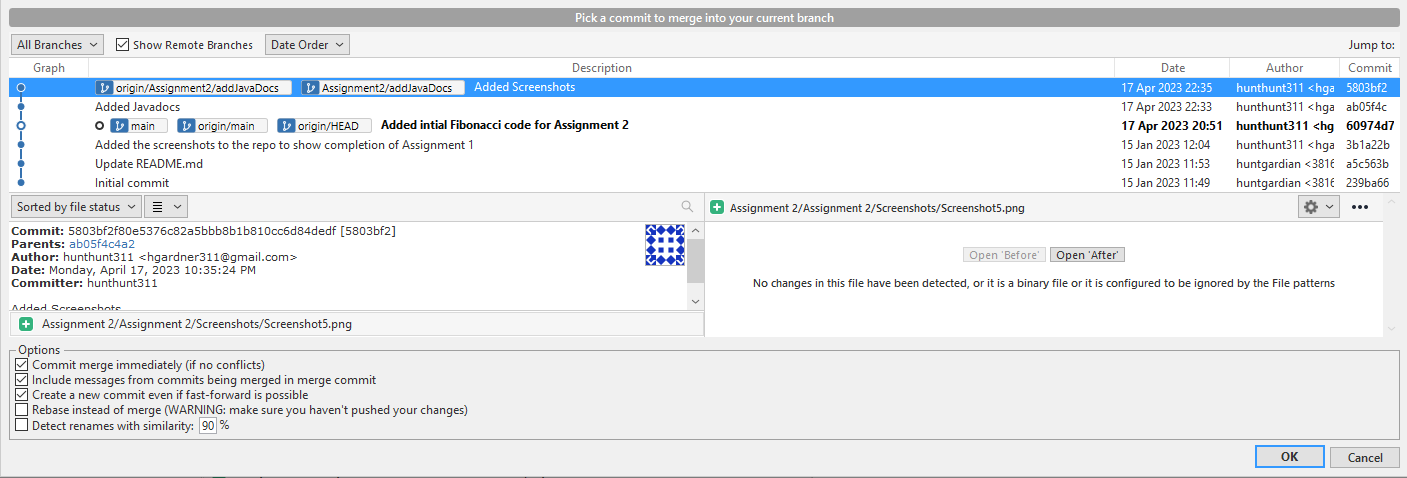 Pick a commit to merge into your current branch
All Branches Show Remote Branches Date Order Jump to:
Graph Description Date Author Commit
origin/Assignment2/addJavaDocs Assignment2/addJavaDocs Added Screenshots 17 Apr 2023 22:35 hunthunt311 <hga 5803bf2
Added Javadocs 17 Apr 2023 22:33 hunthunt311 <hga ab05f4c
main origin/main origin/HEAD Added intial Fibonacci code for Assignment 2 17 Apr 2023 20:51 hunthunt311 <hg 60974d7
Added the screenshots to the repo to show completion of Assignment 1 15 Jan 2023 12:04 hunthunt311 <hga 3b1a22b
Update README.md 15 Jan 2023 11:53 huntgardian <3816 a5c563b
Initial commit 15 Jan 2023 11:49 huntgardian <3816 239ba66
Sorted by file status
Assignment 2/Assignment 2/Screenshots/Screenshot5.png
Commit: 5803bf2f80e5376c82a5bbb8b1b810cc6d84dedf [5803bf2]
Parents: ab05f4c4a2
Author: hunthunt311 <hgardner311@gmail.com>
Date: Monday, April 17, 2023 10:35:24 PM
Committer: hunthunt311
Added Screenshots
Assignment 2/Assignment 2/Screenshots/Screenshot5.png
Open 'Before' Open 'After'
No changes in this file have been detected, or it is a binary file or it is configured to be ignored by the File patterns
Options
Commit merge immediately (if no conflicts)
Include messages from commits being merged in merge commit
Create a new commit even if fast-forward is possible
Rebase instead of merge (WARNING: make sure you haven't pushed your changes)
Detect renames with similarity: 90 %
OK Cancel